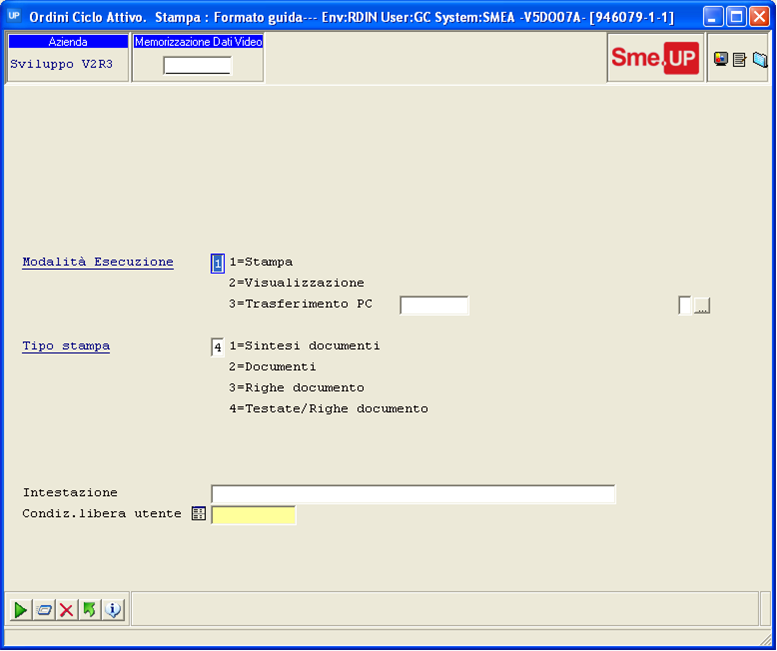 UP Ordini Ciclo Attivo. Stampa : Formato guida--- Env:RDIN User:GC System:SMEA -V5DO07A- [946079-1-1]
Azienda
Memorizzazione Dati Video
Sviluppo V2R3
Sme.UP
Modalità Esecuzione 1 1=Stampa
2=Visualizzazione
3=Trasferimento PC ...
Tipo stampa 4 1=Sintesi documenti
2=Documenti
3=Righe documento
4=Testate/Righe documento
Intestazione
Condiz.libera utente